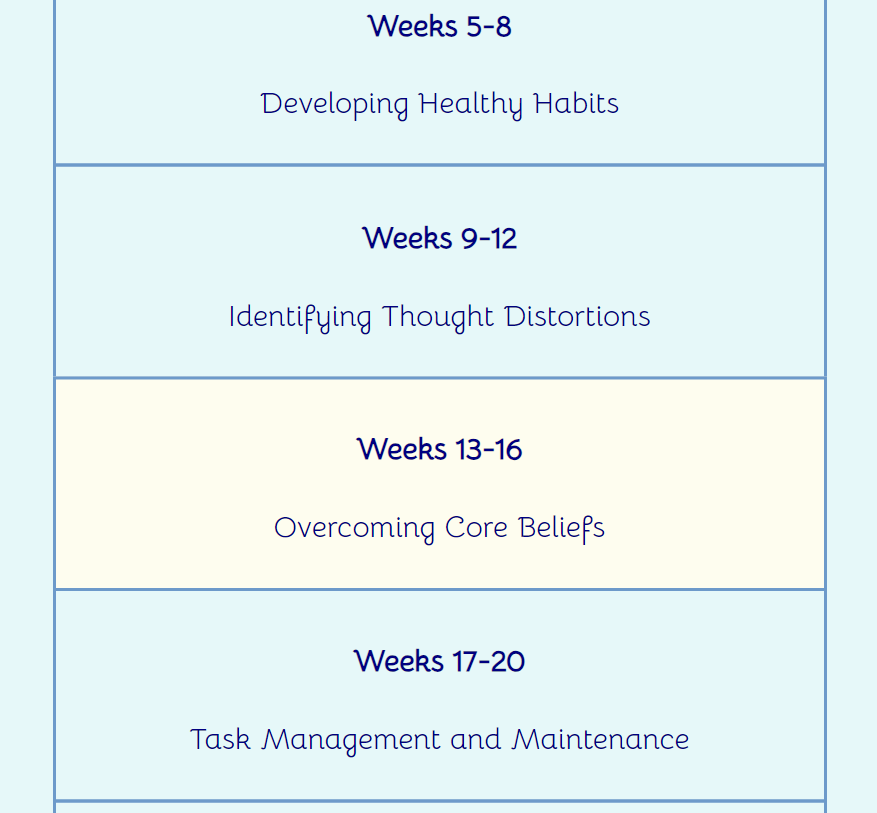 Weeks 5-8
Developing Healthy Habits
Weeks 9-12
Identifying Thought Distortions
Weeks 13-16
Overcoming Core Beliefs
Weeks 17-20
Task Management and Maintenance